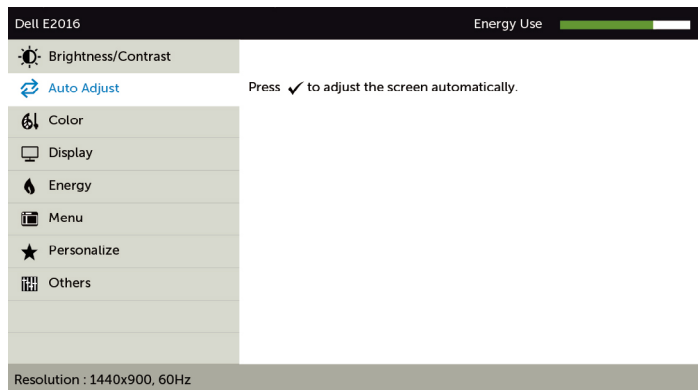 Dell E2016
Energy Use
Brightness/Contrast
Auto Adjust
Press ✓ to adjust the screen automatically.
Color
Display
Energy
Menu
Personalize
Others
Resolution : 1440x900, 60Hz